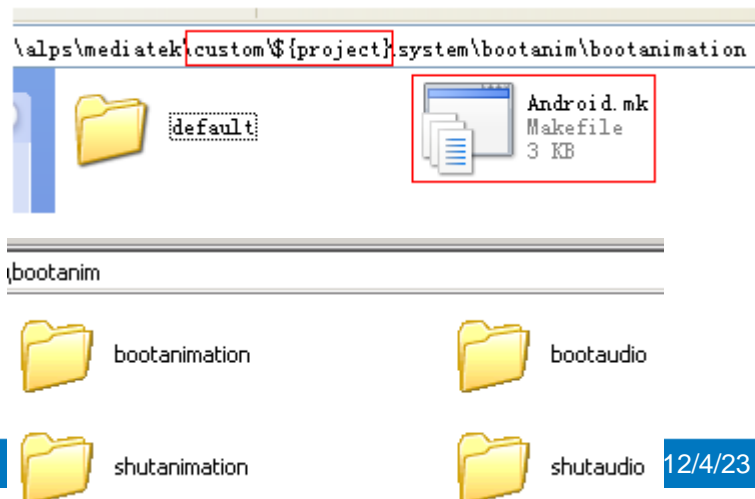 \alps\mediatek\custom\${project}\system\bootanim\bootanimation
default
Android.mk
Makefile
3 KB
\bootanim
bootanimation
bootaudio
shutanimation
shutaudio
12/4/23